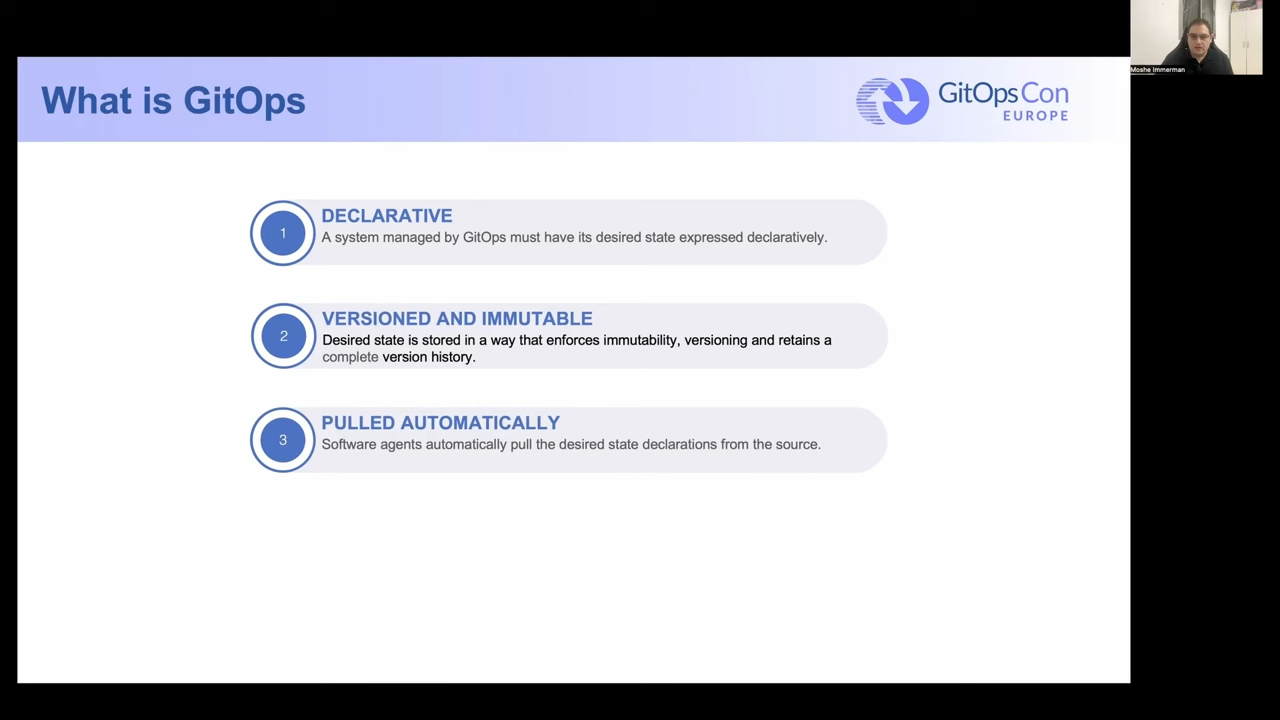 Moshe Immerman
What is GitOps
GitOpsCon
EUROPE
1
DECLARATIVE
A system managed by GitOps must have its desired state expressed declaratively.
2
VERSIONED AND IMMUTABLE
Desired state is stored in a way that enforces immutability, versioning and retains a
complete version history.
3
PULLED AUTOMATICALLY
Software agents automatically pull the desired state declarations from the source.